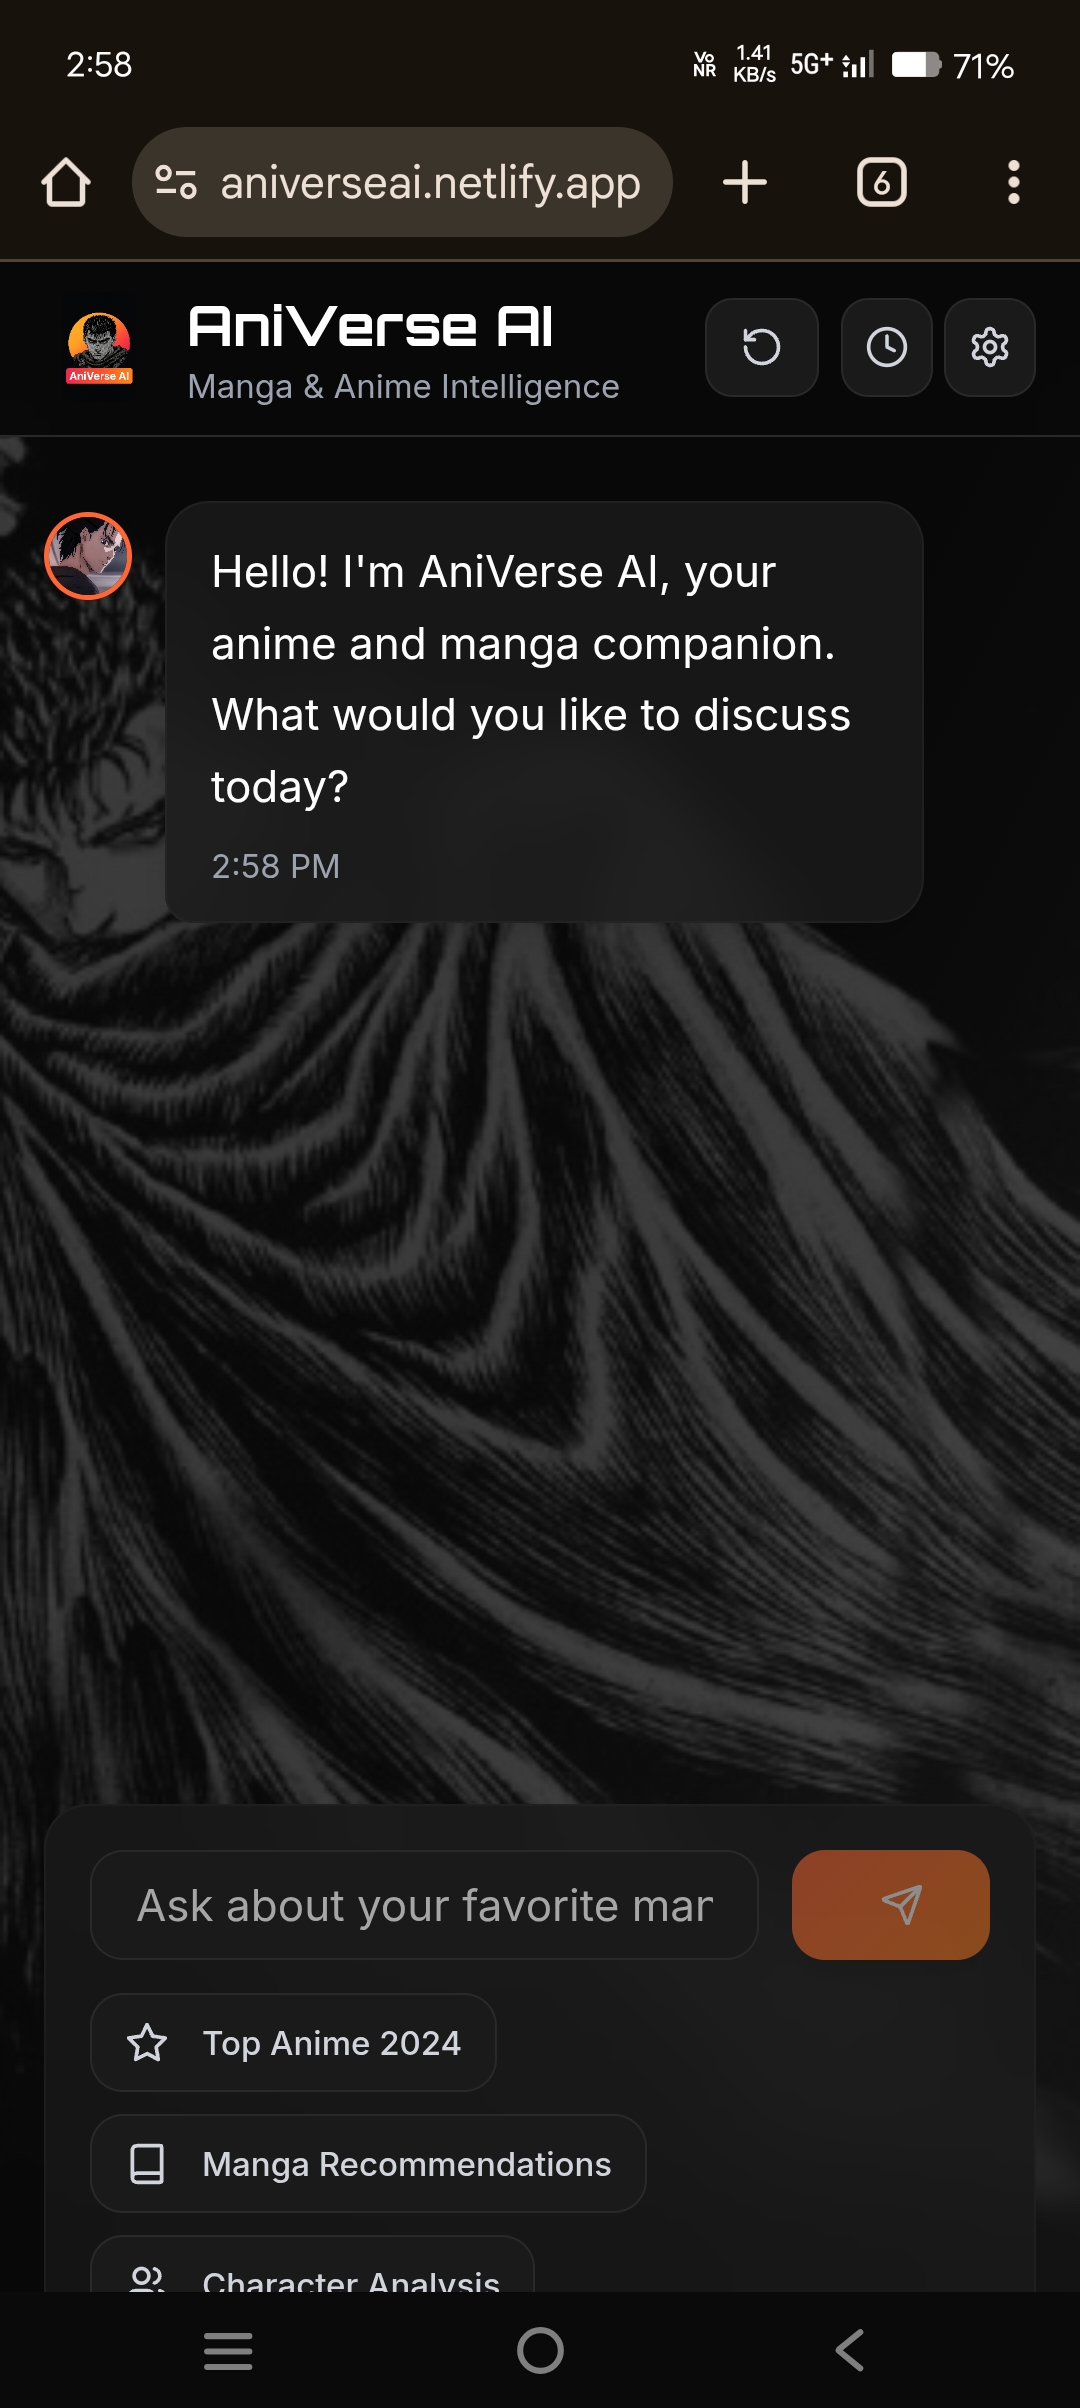 2:58
Vo
NR
1.41
KB/s
5G+
71%
aniverseai.netlify.app
6
AniVerse AI
AniVerse AI
Manga & Anime Intelligence
Hello! I'm AniVerse AI, your
anime and manga companion.
What would you like to discuss
today?
2:58 PM
Ask about your favorite mar
Top Anime 2024
Manga Recommendations
Character Analysis